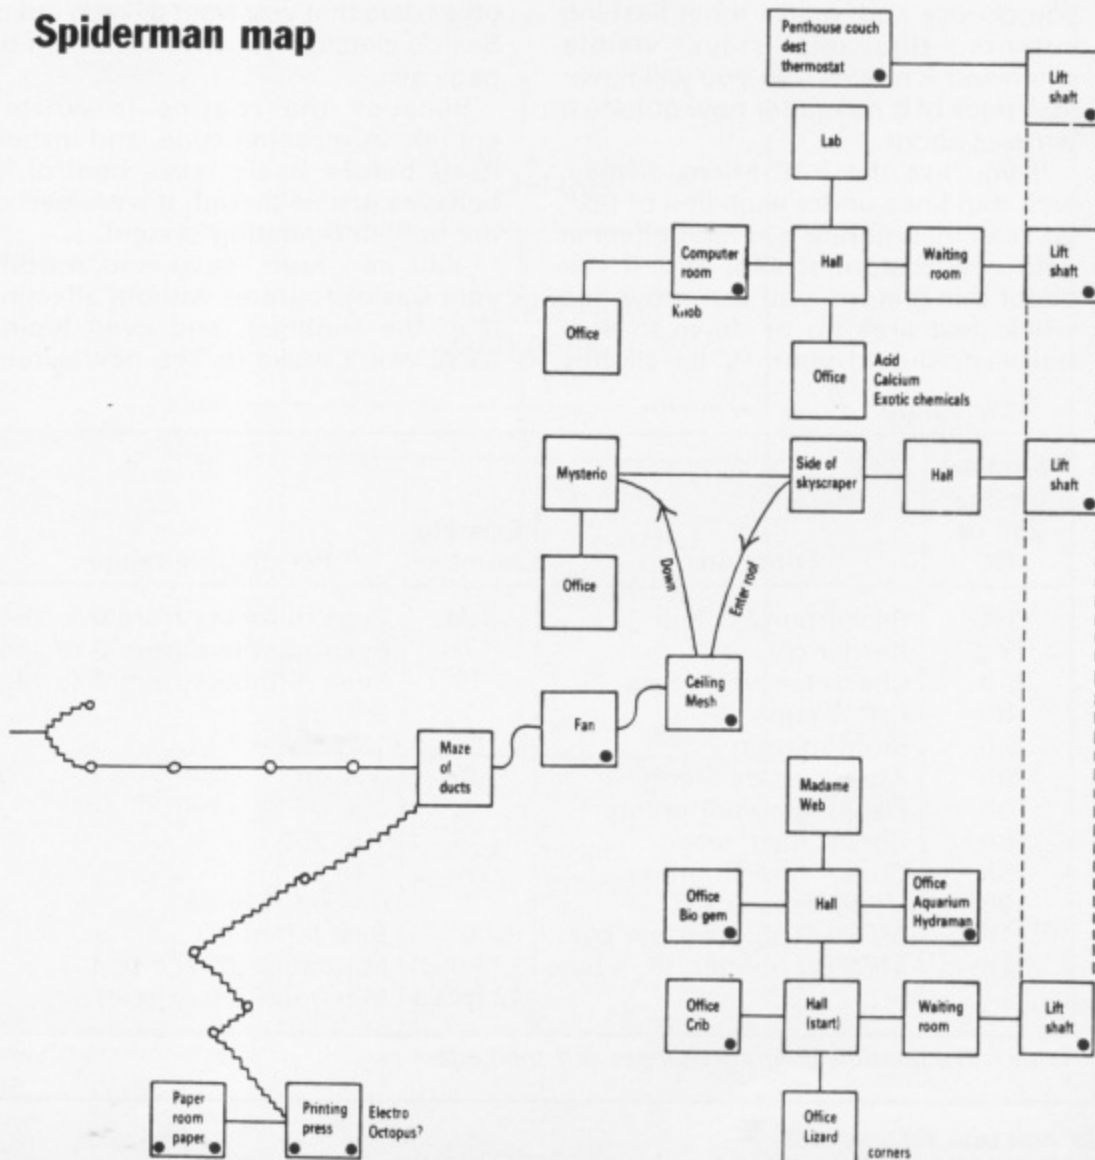 Spiderman map
Penthouse couch
dest
thermostat
Lift
shaft
Lab
Computer
room
Knob
Hall
Waiting
room
Lift
shaft
Office
Office
Acid
Calcium
Exotic chemicals
Mysterio
Side of
skyscraper
Hall
Lift
shaft
Office
Down
Enter roof
Ceiling
Mesh
Fan
Maze
of
ducts
Madame
Web
Office
Bio gem
Hall
Office
Aquarium
Hydraman
Office
Crib
Hall
(start)
Waiting
room
Lift
shaft
Paper
room
paper
Printing
press
Electro
Octopus?
Office
Lizard
corners